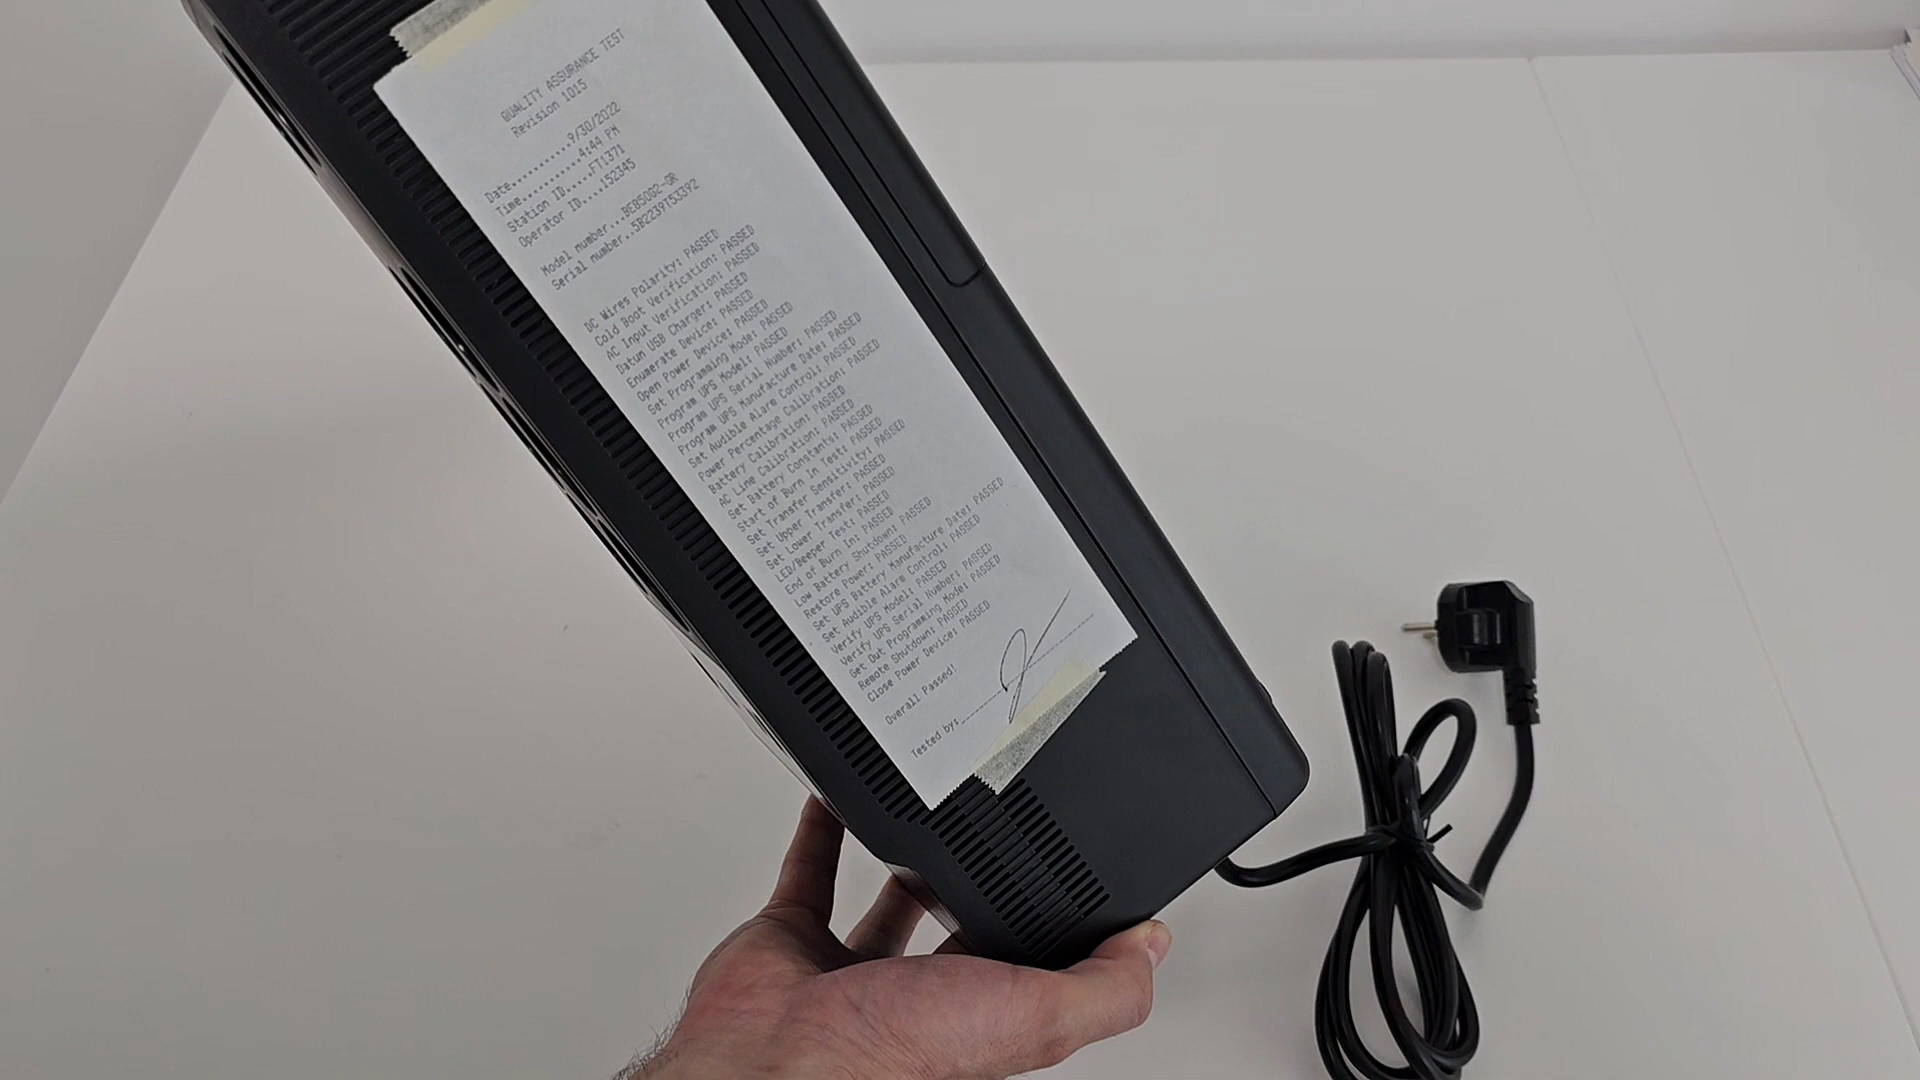 QUALITY ASSURANCE TEST
Revision 1015
Date...........9/30/2022
Time...........4:44 PM
Station ID.....FT1371
Operator ID....152345
Model number...BE850G2-GR
Serial number..5B2239T53392
DC Wires Polarity: PASSED
Cold Boot Verification: PASSED
AC Input Verification: PASSED
Datum USB Charger: PASSED
Enumerate Device: PASSED
Open Power Device: PASSED
Set Programming Mode: PASSED
Program UPS Model: PASSED
Program UPS Serial Number: PASSED
Program UPS Manufacture Date: PASSED
Set Audible Alarm Control: PASSED
Power Percentage Calibration: PASSED
Battery Calibration: PASSED
AC Line Calibration: PASSED
Set Battery Constants: PASSED
Start of Burn In Test: PASSED
Set Transfer Sensitivity: PASSED
Set Upper Transfer: PASSED
Set Lower Transfer: PASSED
LED/Beeper Test: PASSED
End of Burn In: PASSED
Low Battery Shutdown: PASSED
Restore Power: PASSED
Set UPS Battery Manufacture Date: PASSED
Set Audible Alarm Control: PASSED
Verify UPS Model: PASSED
Verify UPS Serial Number: PASSED
Get Out Programming Mode: PASSED
Remote Shutdown: PASSED
Close Power Device: PASSED
Overall Passed!
Tested by: